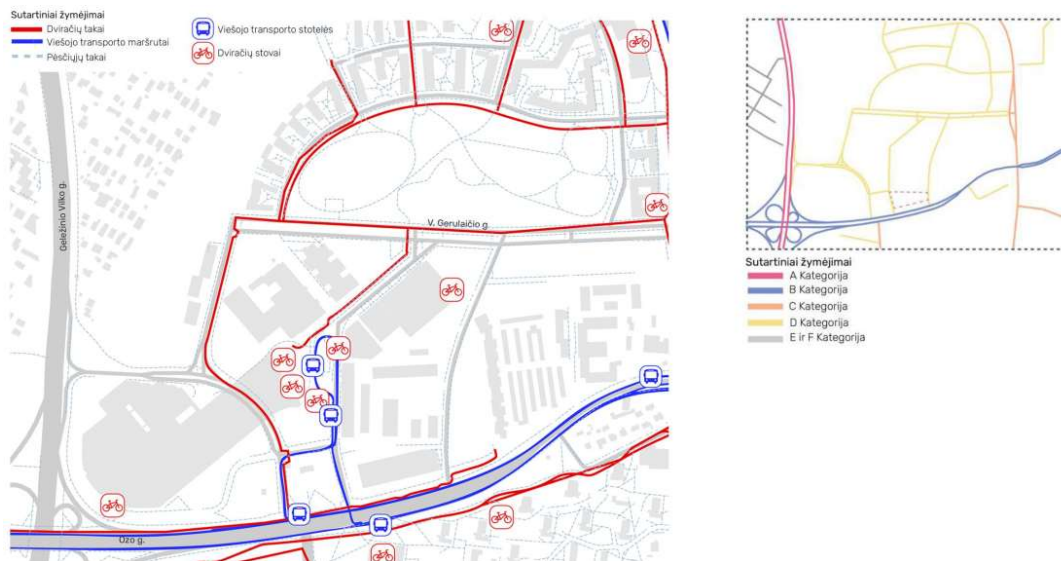 Sutartiniai žymėjimai
Dviračių takai
Viešojo transporto maršrutai
Pėsčiųjų takai
Viešojo transporto stotelės
Dviračių stovai
Geležinio Vilko g.
V. Gerulaičio g
Ozo g.
Sutartiniai žymėjimai
A Kategorija
B Kategorija
C Kategorija
D Kategorija
E ir F Kategorija